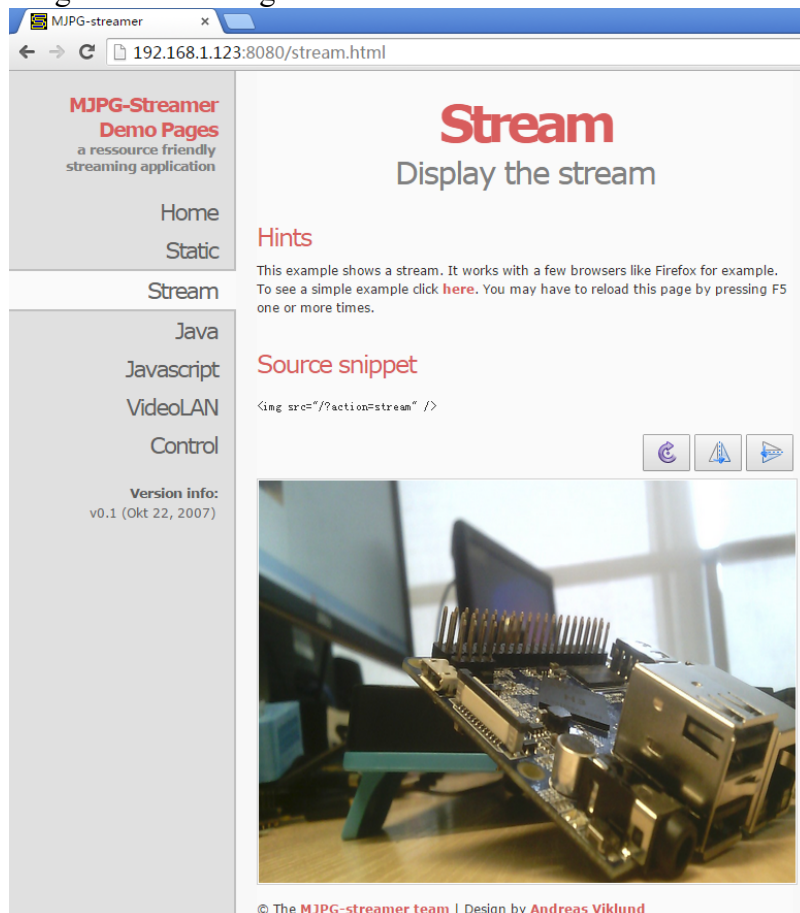 MJPG-streamer
192.168.1.123:8080/stream.html
MJPG-Streamer
Demo Pages
a ressource friendly
streaming application
Home
Static
Stream
Java
Javascript
VideoLAN
Control
Version info:
v0.1 (Okt 22, 2007)
Stream
Display the stream
Hints
This example shows a stream. It works with a few browsers like Firefox for example.
To see a simple example click here. You may have to reload this page by pressing F5
one or more times.
Source snippet
<img src="/?action=stream" />
© The MJPG-streamer team | Design by Andreas Viklund